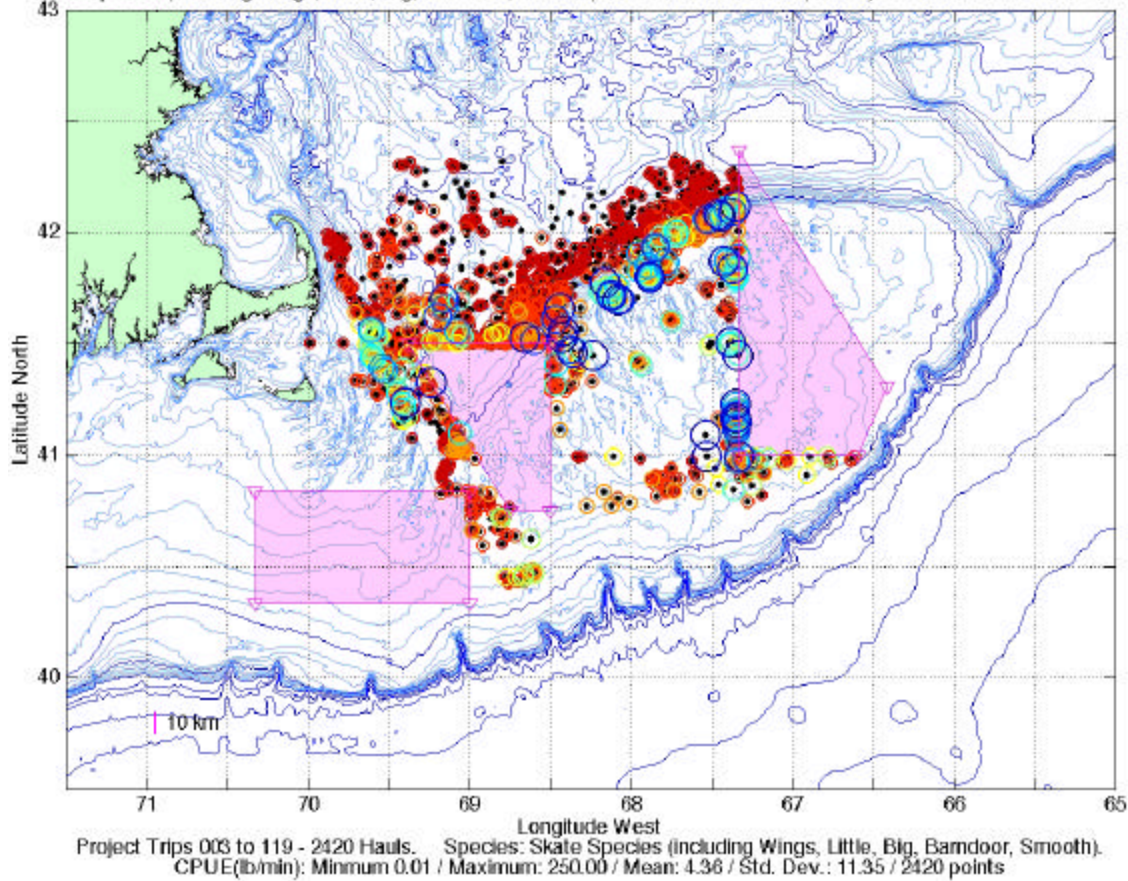 43
42
41
40
Latitude North
10 km
71 70 69 68 67 66 65
Longitude West
Project Trips 003 to 119 - 2420 Hauls. Species: Skate Species (including Wings, Little, Big, Barndoor, Smooth).
CPUE(lb/min): Minmum 0.01 / Maximum: 250.00 / Mean: 4.36 / Std. Dev.: 11.35 / 2420 points